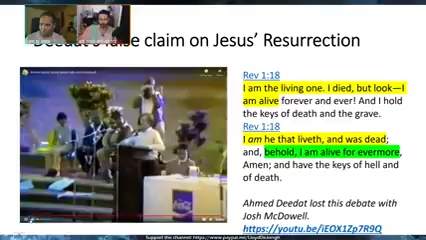 Deedat's false claim on Jesus' Resurrection
Rev 1:18
I am the living one. I died, but look—I
am alive forever and ever! And I hold
the keys of death and the grave.
Rev 1:18
I am he that liveth, and was dead;
and, behold, I am alive for evermore,
Amen; and have the keys of hell and
of death.
Ahmed Deedat lost this debate with
Josh McDowell.
https://youtu.be/iEOX1Zp7R9Q